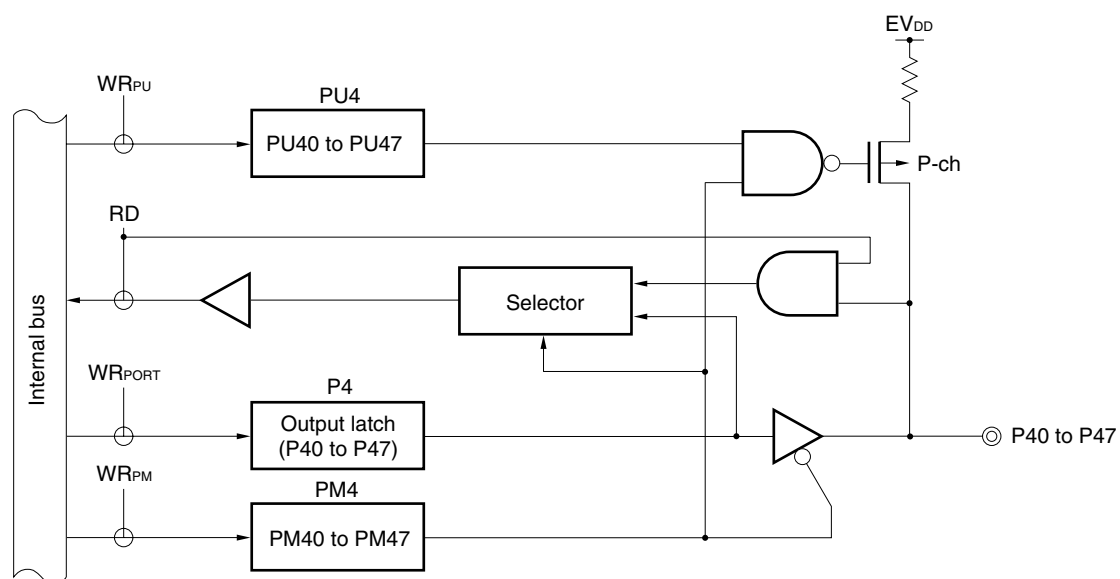 EVDD
WRPU
PU4
PU40 to PU47
P-ch
RD
Selector
Internal bus
WRPORT
P4
Output latch
(P40 to P47)
P40 to P47
WRPM
PM4
PM40 to PM47